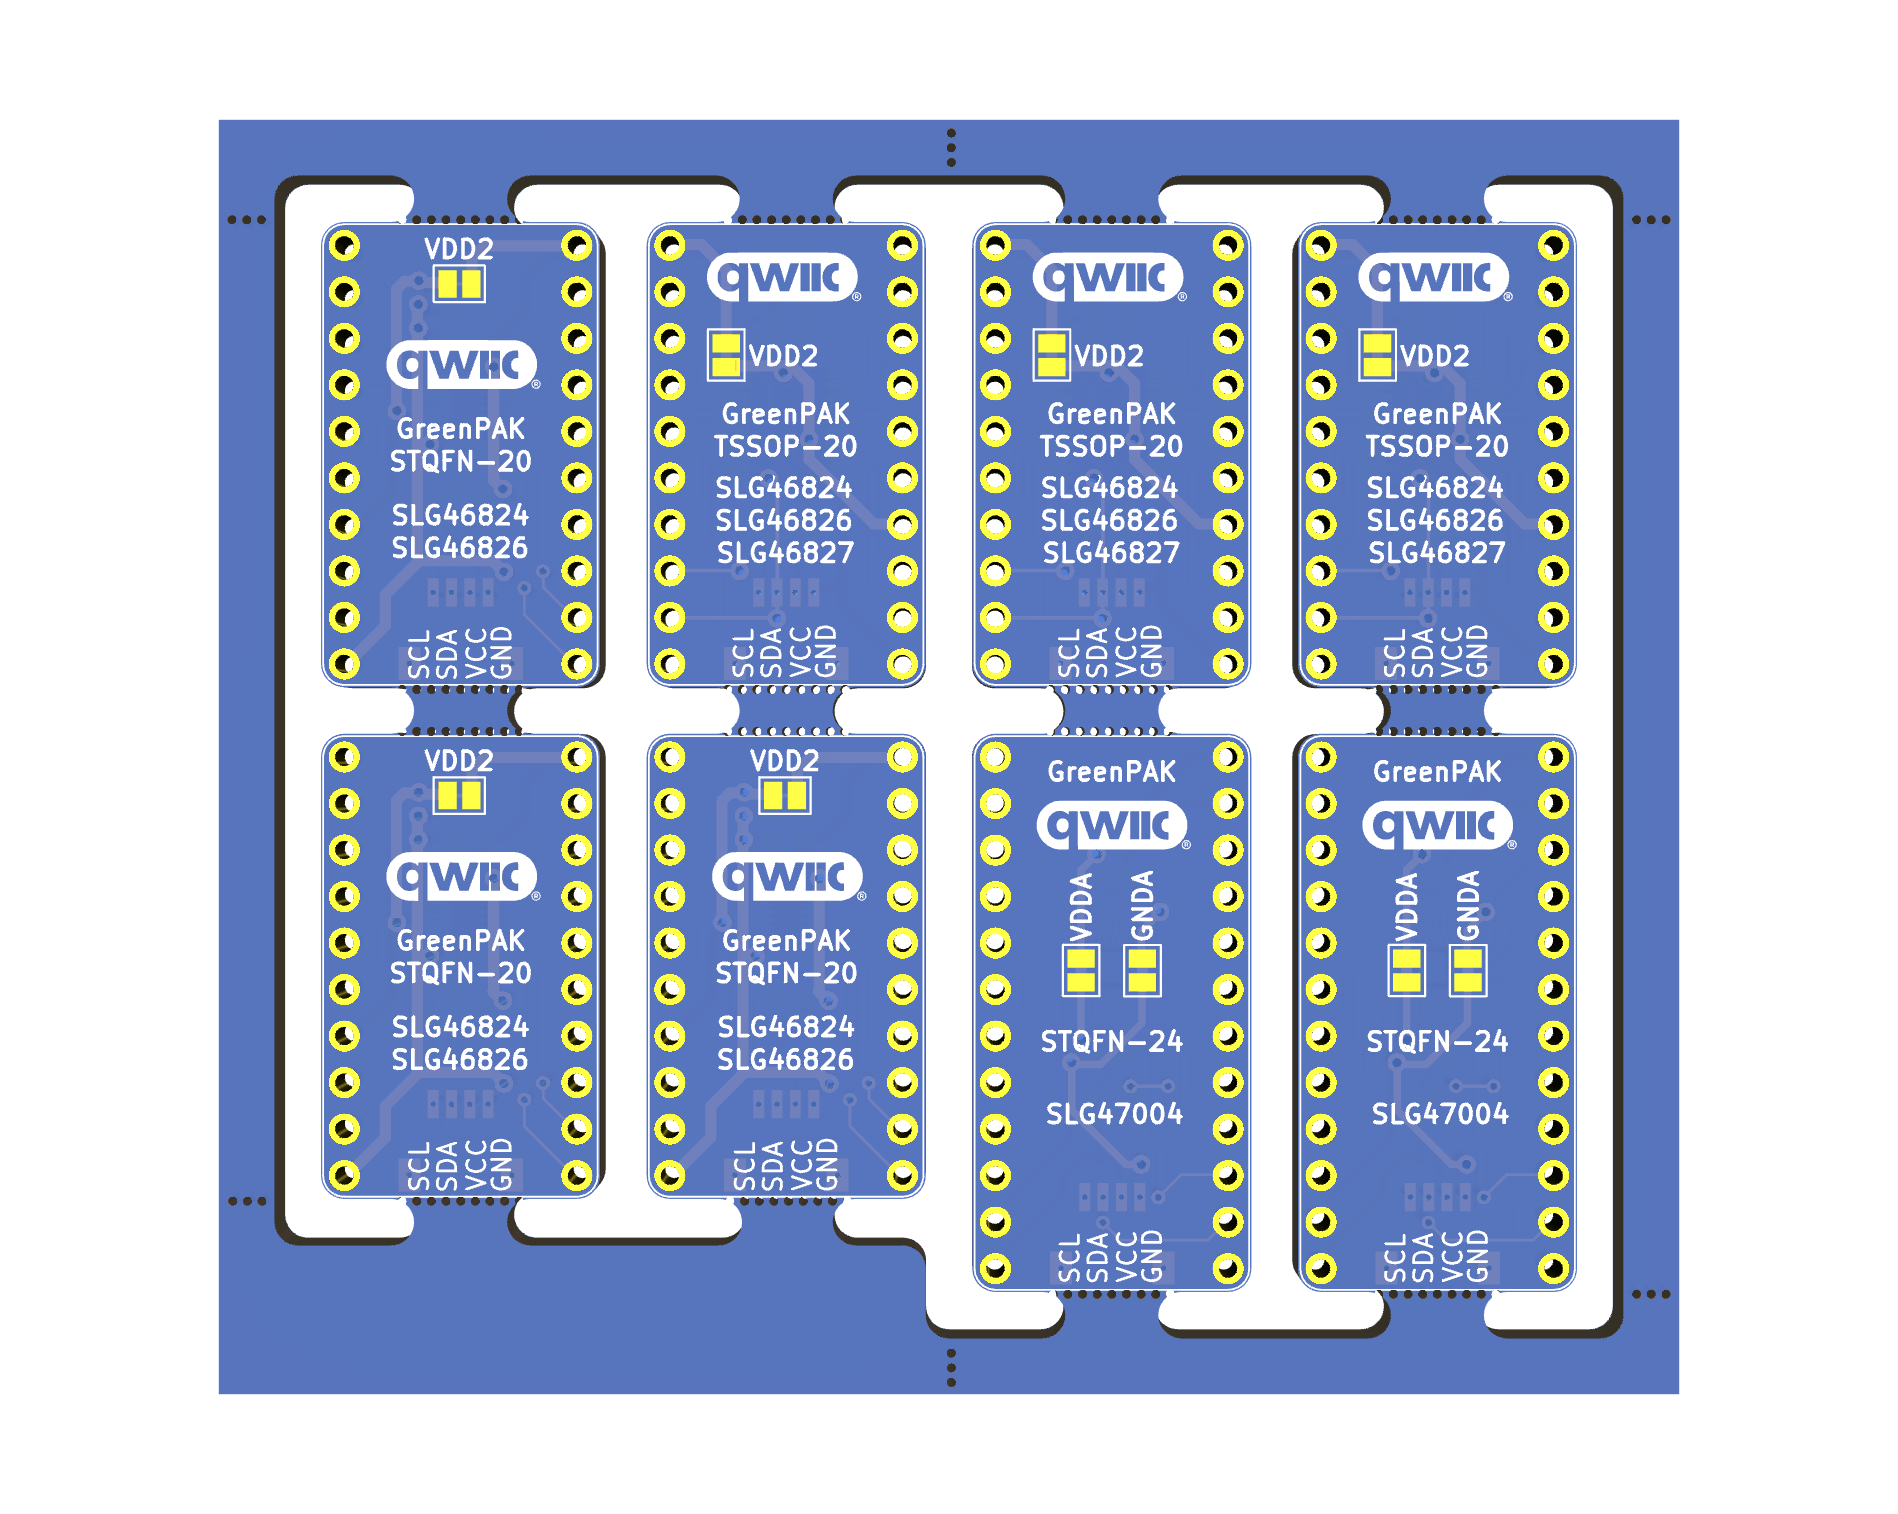 VDD2
qwiic®
GreenPAK
STQFN-20
SLG46824
SLG46826
SCL
SDA
VCC
GND
qwiic®
VDD2
GreenPAK
TSSOP-20
SLG46824
SLG46826
SLG46827
SCL
SDA
VCC
GND
qwiic®
VDD2
GreenPAK
TSSOP-20
SLG46824
SLG46826
SLG46827
SCL
SDA
VCC
GND
qwiic®
VDD2
GreenPAK
TSSOP-20
SLG46824
SLG46826
SLG46827
SCL
SDA
VCC
GND
VDD2
qwiic®
GreenPAK
STQFN-20
SLG46824
SLG46826
SCL
SDA
VCC
GND
VDD2
qwiic®
GreenPAK
STQFN-20
SLG46824
SLG46826
SCL
SDA
VCC
GND
GreenPAK
qwiic®
VDDA
GNDA
STQFN-24
SLG47004
SCL
SDA
VCC
GND
GreenPAK
qwiic®
VDDA
GNDA
STQFN-24
SLG47004
SCL
SDA
VCC
GND